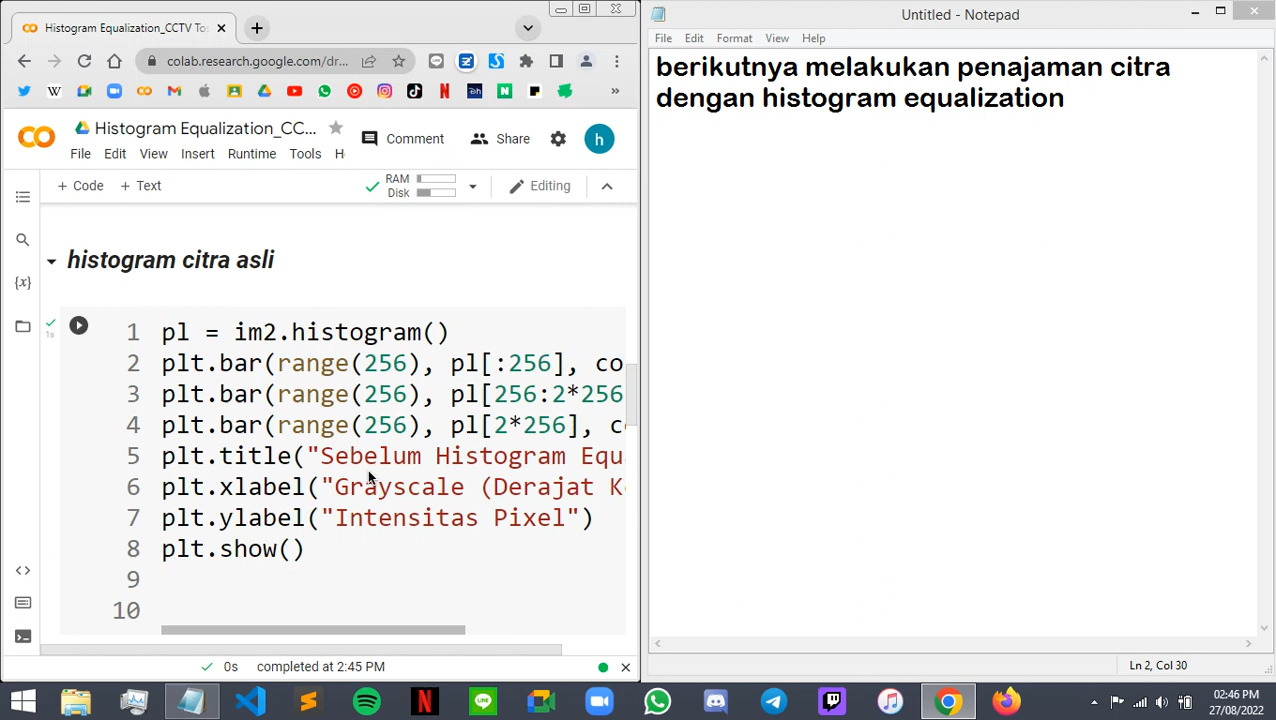 Histogram Equalization_CCTV To
colab.research.google.com/dr...
Histogram Equalization_CC...
Comment
Share
h
File Edit View Insert Runtime Tools H
+ Code + Text
RAM
Disk
Editing
histogram citra asli
1s
1 pl = im2.histogram()
2 plt.bar(range(256), pl[:256], co
3 plt.bar(range(256), pl[256:2*256
4 plt.bar(range(256), pl[2*256], c
5 plt.title("Sebelum Histogram Equ
6 plt.xlabel("Grayscale (Derajat K
7 plt.ylabel("Intensitas Pixel")
8 plt.show()
9
10
0s completed at 2:45 PM
Untitled - Notepad
File Edit Format View Help
berikutnya melakukan penajaman citra
dengan histogram equalization
Ln 2, Col 30
02:46 PM
27/08/2022